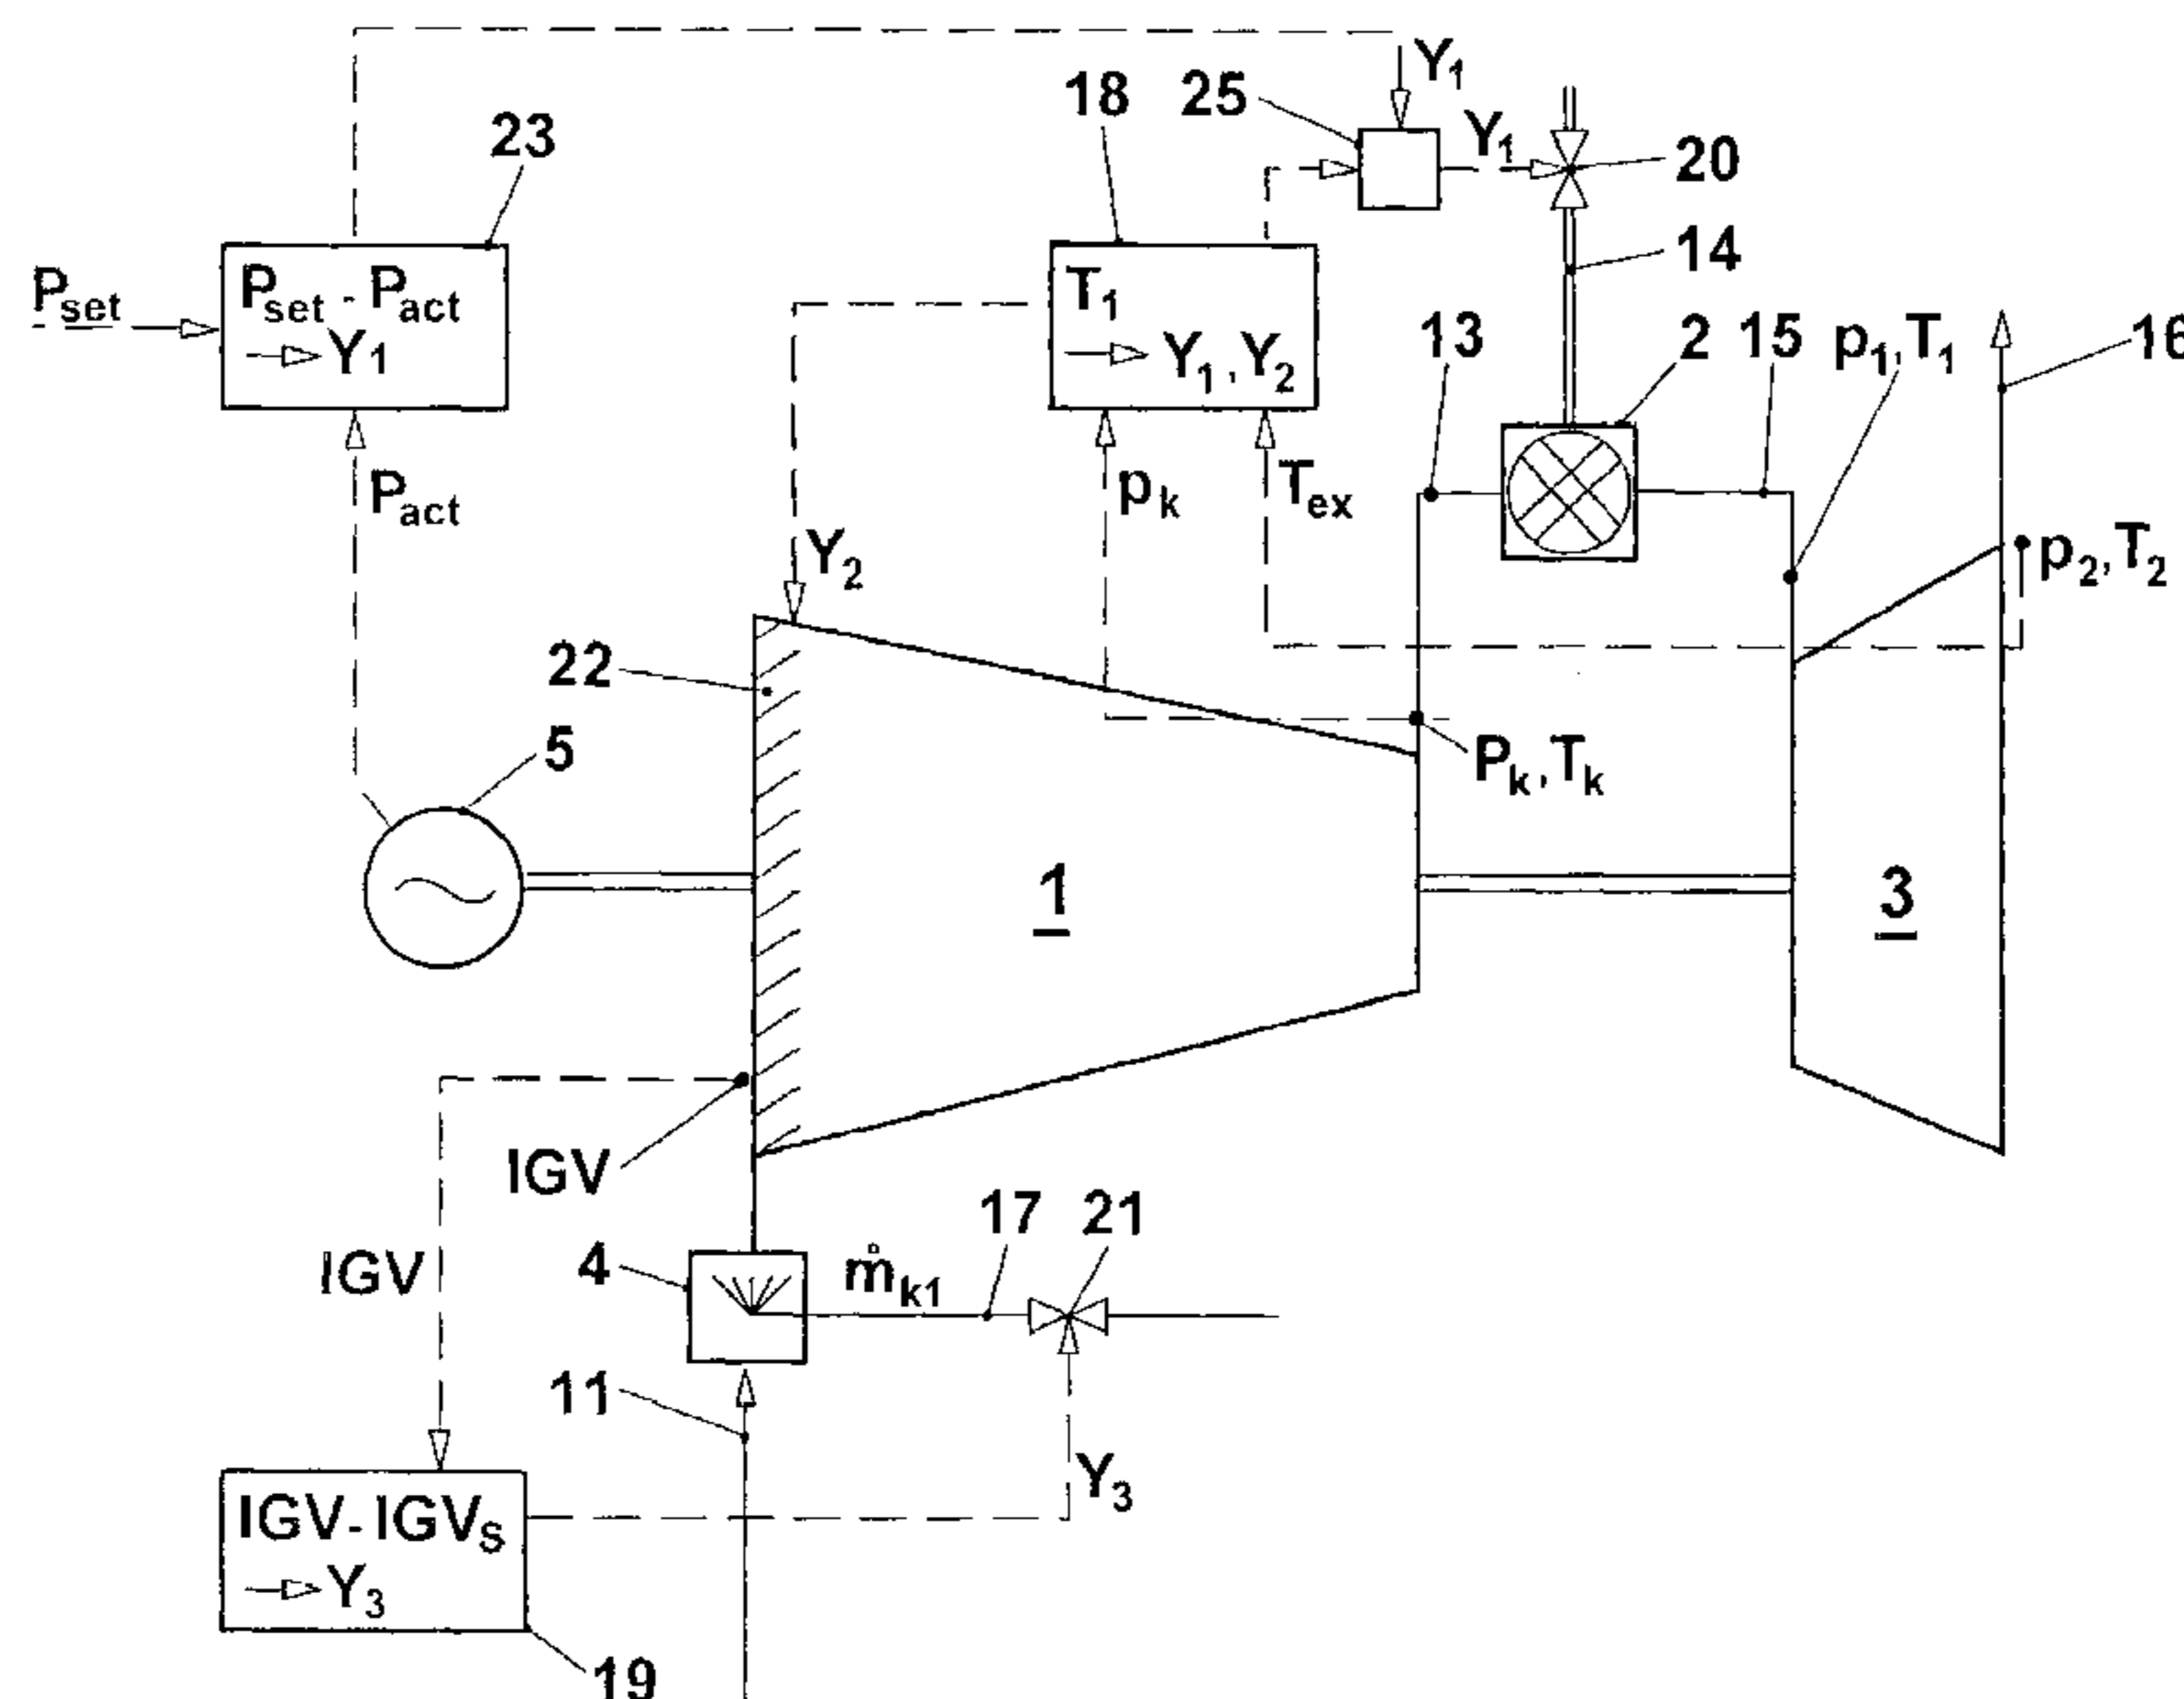 Y1
18
25
Y1
20
23
14
Pset
Pset - Pact
Y1
T1
Y1, Y2
13
2
15
p1, T1
16
Pact
pk
Tex
p2, T2
Y2
22
5
Pk, Tk
1
3
IGV
17
21
4
ṁk1
IGV
11
Y3
IGV - IGVS
Y3
19